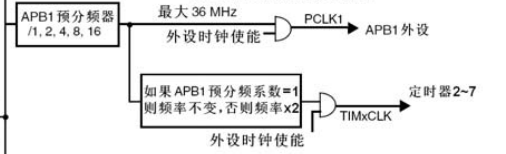 APB1预分频器
/1, 2, 4, 8, 16
最大36 MHz
外设时钟使能
PCLK1
APB1外设
如果APB1预分频系数=1
则频率不变，否则频率x2
外设时钟使能
TIMxCLK
定时器2~7